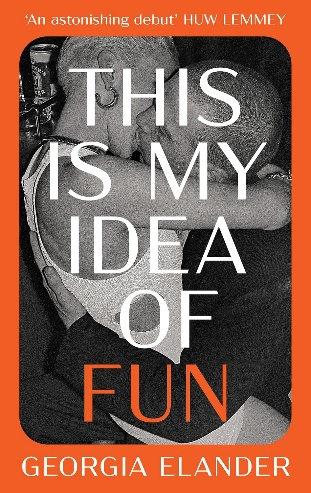 ‘An astonishing debut’ HUW LEMMEY
THIS
IS MY
IDEA
OF
FUN
GEORGIA ELANDER